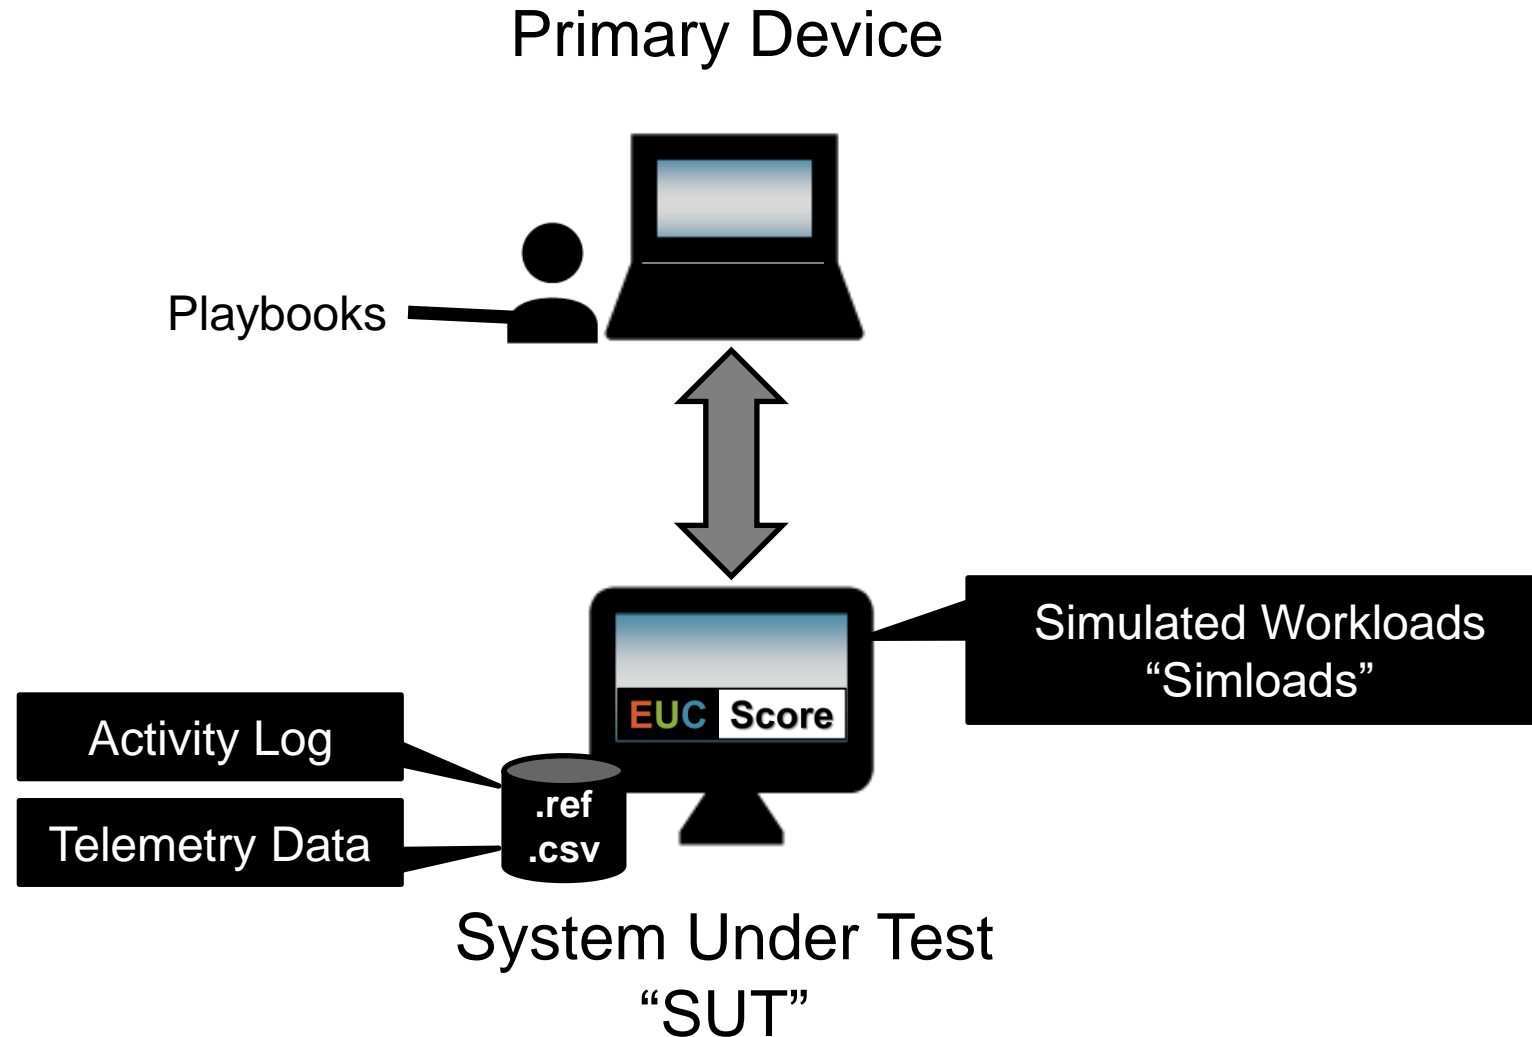 Primary Device
Playbooks
Simulated Workloads
“Simloads”
EUC Score
Activity Log
.ref
Telemetry Data
.csv
System Under Test
“SUT”